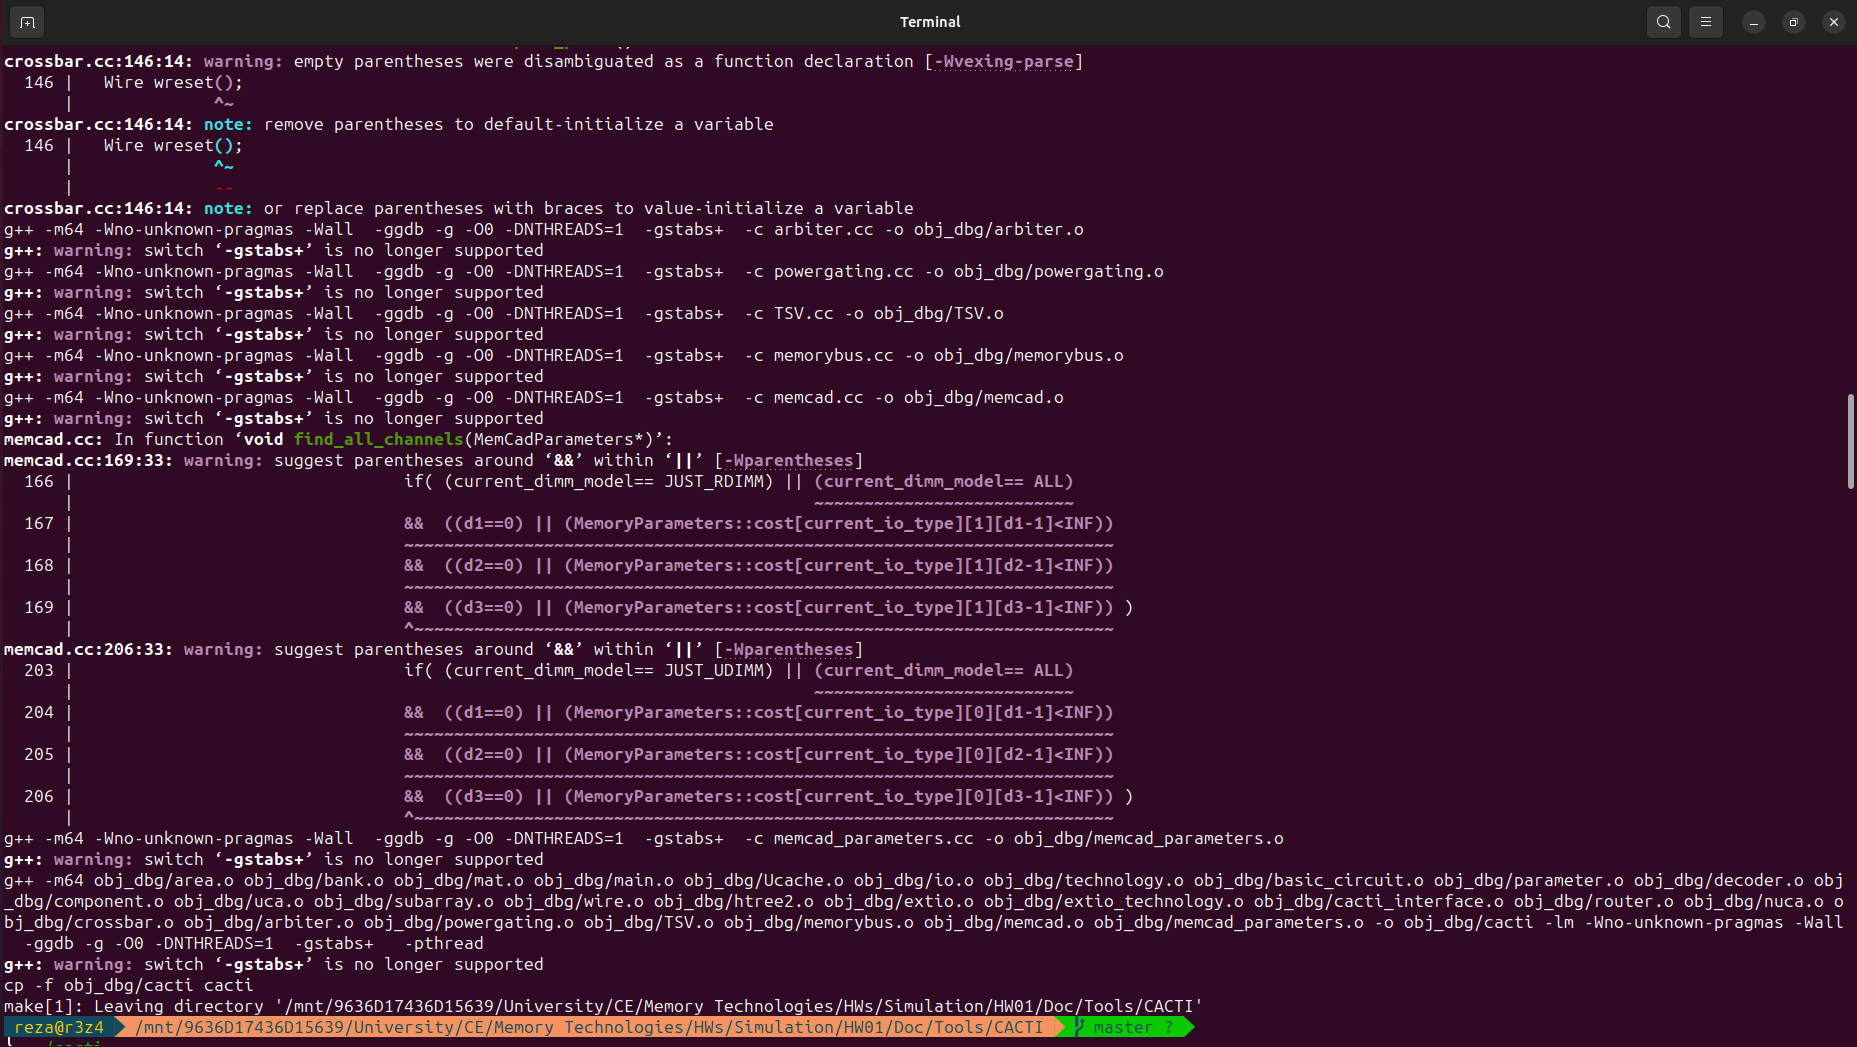 Terminal
crossbar.cc:146:14: warning: empty parentheses were disambiguated as a function declaration [-Wvexing-parse]
  146 |   Wire wreset();
      |              ^~
crossbar.cc:146:14: note: remove parentheses to default-initialize a variable
  146 |   Wire wreset();
      |              ^~
      |              --
crossbar.cc:146:14: note: or replace parentheses with braces to value-initialize a variable
g++ -m64 -Wno-unknown-pragmas -Wall  -ggdb -g -O0 -DNTHREADS=1  -gstabs+  -c arbiter.cc -o obj_dbg/arbiter.o
g++: warning: switch ‘-gstabs+’ is no longer supported
g++ -m64 -Wno-unknown-pragmas -Wall  -ggdb -g -O0 -DNTHREADS=1  -gstabs+  -c powergating.cc -o obj_dbg/powergating.o
g++: warning: switch ‘-gstabs+’ is no longer supported
g++ -m64 -Wno-unknown-pragmas -Wall  -ggdb -g -O0 -DNTHREADS=1  -gstabs+  -c TSV.cc -o obj_dbg/TSV.o
g++: warning: switch ‘-gstabs+’ is no longer supported
g++ -m64 -Wno-unknown-pragmas -Wall  -ggdb -g -O0 -DNTHREADS=1  -gstabs+  -c memorybus.cc -o obj_dbg/memorybus.o
g++: warning: switch ‘-gstabs+’ is no longer supported
g++ -m64 -Wno-unknown-pragmas -Wall  -ggdb -g -O0 -DNTHREADS=1  -gstabs+  -c memcad.cc -o obj_dbg/memcad.o
g++: warning: switch ‘-gstabs+’ is no longer supported
memcad.cc: In function ‘void find_all_channels(MemCadParameters*)’:
memcad.cc:169:33: warning: suggest parentheses around ‘&&’ within ‘||’ [-Wparentheses]
  166 |                                 if( (current_dimm_model== JUST_RDIMM) || (current_dimm_model== ALL)
      |                                                                          ~~~~~~~~~~~~~~~~~~~~~~~~~~
  167 |                                 &&  ((d1==0) || (MemoryParameters::cost[current_io_type][1][d1-1]<INF))
      |                                 ~~~~~~~~~~~~~~~~~~~~~~~~~~~~~~~~~~~~~~~~~~~~~~~~~~~~~~~~~~~~~~~~~~~~~~~
  168 |                                 &&  ((d2==0) || (MemoryParameters::cost[current_io_type][1][d2-1]<INF))
      |                                 ~~~~~~~~~~~~~~~~~~~~~~~~~~~~~~~~~~~~~~~~~~~~~~~~~~~~~~~~~~~~~~~~~~~~~~~
  169 |                                 &&  ((d3==0) || (MemoryParameters::cost[current_io_type][1][d3-1]<INF)) )
      |                                 ^~~~~~~~~~~~~~~~~~~~~~~~~~~~~~~~~~~~~~~~~~~~~~~~~~~~~~~~~~~~~~~~~~~~~~
memcad.cc:206:33: warning: suggest parentheses around ‘&&’ within ‘||’ [-Wparentheses]
  203 |                                 if( (current_dimm_model== JUST_UDIMM) || (current_dimm_model== ALL)
      |                                                                          ~~~~~~~~~~~~~~~~~~~~~~~~~~
  204 |                                 &&  ((d1==0) || (MemoryParameters::cost[current_io_type][0][d1-1]<INF))
      |                                 ~~~~~~~~~~~~~~~~~~~~~~~~~~~~~~~~~~~~~~~~~~~~~~~~~~~~~~~~~~~~~~~~~~~~~~~
  205 |                                 &&  ((d2==0) || (MemoryParameters::cost[current_io_type][0][d2-1]<INF))
      |                                 ~~~~~~~~~~~~~~~~~~~~~~~~~~~~~~~~~~~~~~~~~~~~~~~~~~~~~~~~~~~~~~~~~~~~~~~
  206 |                                 &&  ((d3==0) || (MemoryParameters::cost[current_io_type][0][d3-1]<INF)) )
      |                                 ^~~~~~~~~~~~~~~~~~~~~~~~~~~~~~~~~~~~~~~~~~~~~~~~~~~~~~~~~~~~~~~~~~~~~~
g++ -m64 -Wno-unknown-pragmas -Wall  -ggdb -g -O0 -DNTHREADS=1  -gstabs+  -c memcad_parameters.cc -o obj_dbg/memcad_parameters.o
g++: warning: switch ‘-gstabs+’ is no longer supported
g++ -m64 obj_dbg/area.o obj_dbg/bank.o obj_dbg/mat.o obj_dbg/main.o obj_dbg/Ucache.o obj_dbg/io.o obj_dbg/technology.o obj_dbg/basic_circuit.o obj_dbg/parameter.o obj_dbg/decoder.o obj
_dbg/component.o obj_dbg/uca.o obj_dbg/subarray.o obj_dbg/wire.o obj_dbg/htree2.o obj_dbg/extio.o obj_dbg/extio_technology.o obj_dbg/cacti_interface.o obj_dbg/router.o obj_dbg/nuca.o o
bj_dbg/crossbar.o obj_dbg/arbiter.o obj_dbg/powergating.o obj_dbg/TSV.o obj_dbg/memorybus.o obj_dbg/memcad.o obj_dbg/memcad_parameters.o -o obj_dbg/cacti -lm -Wno-unknown-pragmas -Wall
  -ggdb -g -O0 -DNTHREADS=1  -gstabs+   -pthread
g++: warning: switch ‘-gstabs+’ is no longer supported
cp -f obj_dbg/cacti cacti
make[1]: Leaving directory '/mnt/9636D17436D15639/University/CE/Memory Technologies/HWs/Simulation/HW01/Doc/Tools/CACTI'
reza@r3z4 /mnt/9636D17436D15639/University/CE/Memory Technologies/HWs/Simulation/HW01/Doc/Tools/CACTI master ?